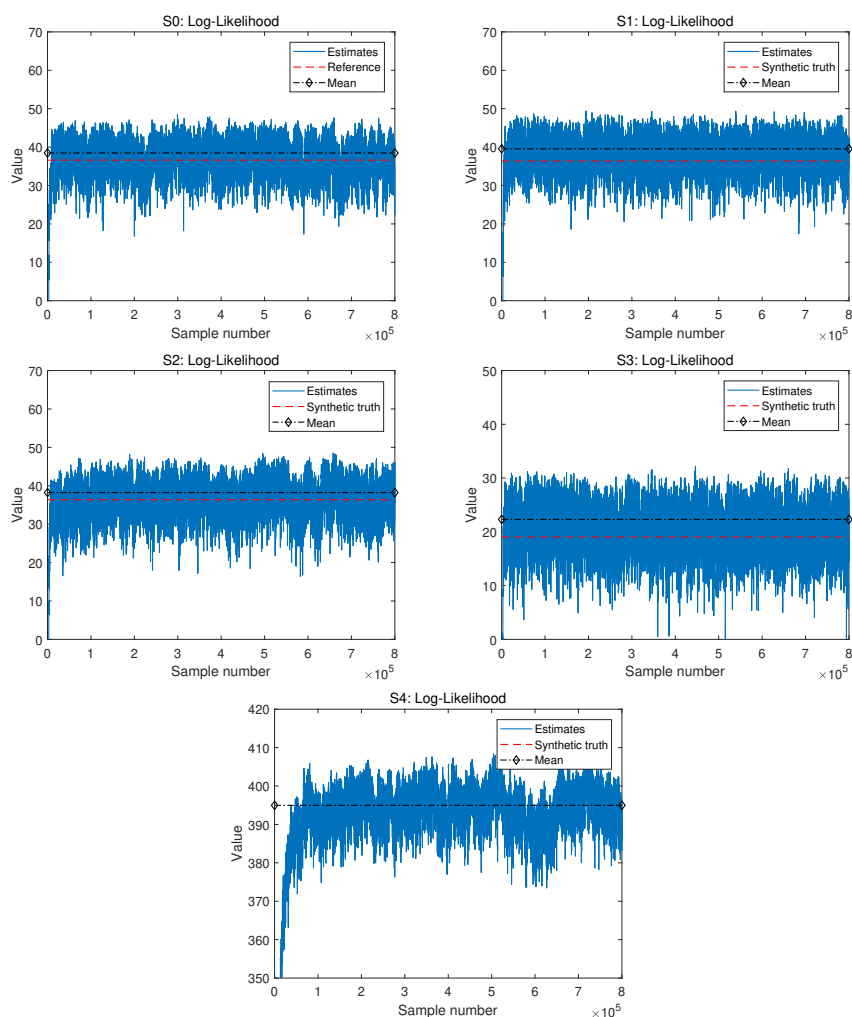 S0: Log-Likelihood
70
60
50
40
30
20
10
0
Value
Estimates
Reference
Mean
0 1 2 3 4 5 6 7 8
Sample number
×10^5
S1: Log-Likelihood
70
60
50
40
30
20
10
0
Value
Estimates
Synthetic truth
Mean
0 1 2 3 4 5 6 7 8
Sample number
×10^5
S2: Log-Likelihood
70
60
50
40
30
20
10
0
Value
Estimates
Synthetic truth
Mean
0 1 2 3 4 5 6 7 8
Sample number
×10^5
S3: Log-Likelihood
50
40
30
20
10
0
Value
Estimates
Synthetic truth
Mean
0 1 2 3 4 5 6 7 8
Sample number
×10^5
S4: Log-Likelihood
420
410
400
390
380
370
360
350
Value
Estimates
Synthetic truth
Mean
0 1 2 3 4 5 6 7 8
Sample number
×10^5